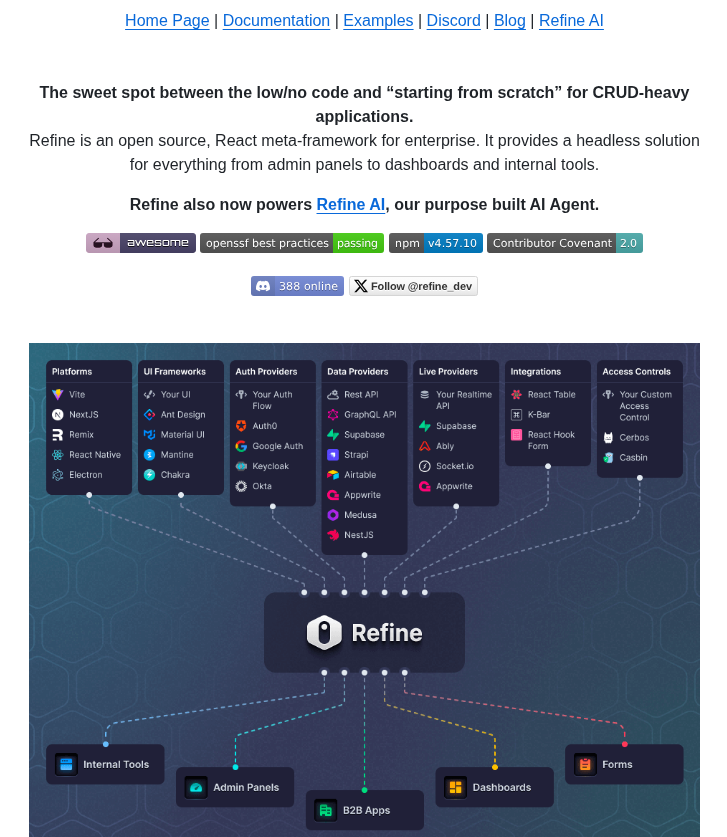 Home Page | Documentation | Examples | Discord | Blog | Refine AI
The sweet spot between the low/no code and “starting from scratch” for CRUD-heavy
applications.
Refine is an open source, React meta-framework for enterprise. It provides a headless solution
for everything from admin panels to dashboards and internal tools.
Refine also now powers Refine AI, our purpose built AI Agent.
awesome
openssf best practices passing
npm v4.57.10
Contributor Covenant 2.0
388 online
Follow @refine_dev
Platforms
Vite
NextJS
Remix
React Native
Electron
UI Frameworks
Your UI
Ant Design
Material UI
Mantine
Chakra
Auth Providers
Your Auth
Flow
Auth0
Google Auth
Keycloak
Okta
Data Providers
Rest API
GraphQL API
Supabase
Strapi
Airtable
Appwrite
Medusa
NestJS
Live Providers
Your Realtime
API
Supabase
Ably
Socket.io
Appwrite
Integrations
React Table
K-Bar
React Hook
Form
Access Controls
Your Custom
Access
Control
Cerbos
Casbin
Refine
Internal Tools
Admin Panels
B2B Apps
Dashboards
Forms